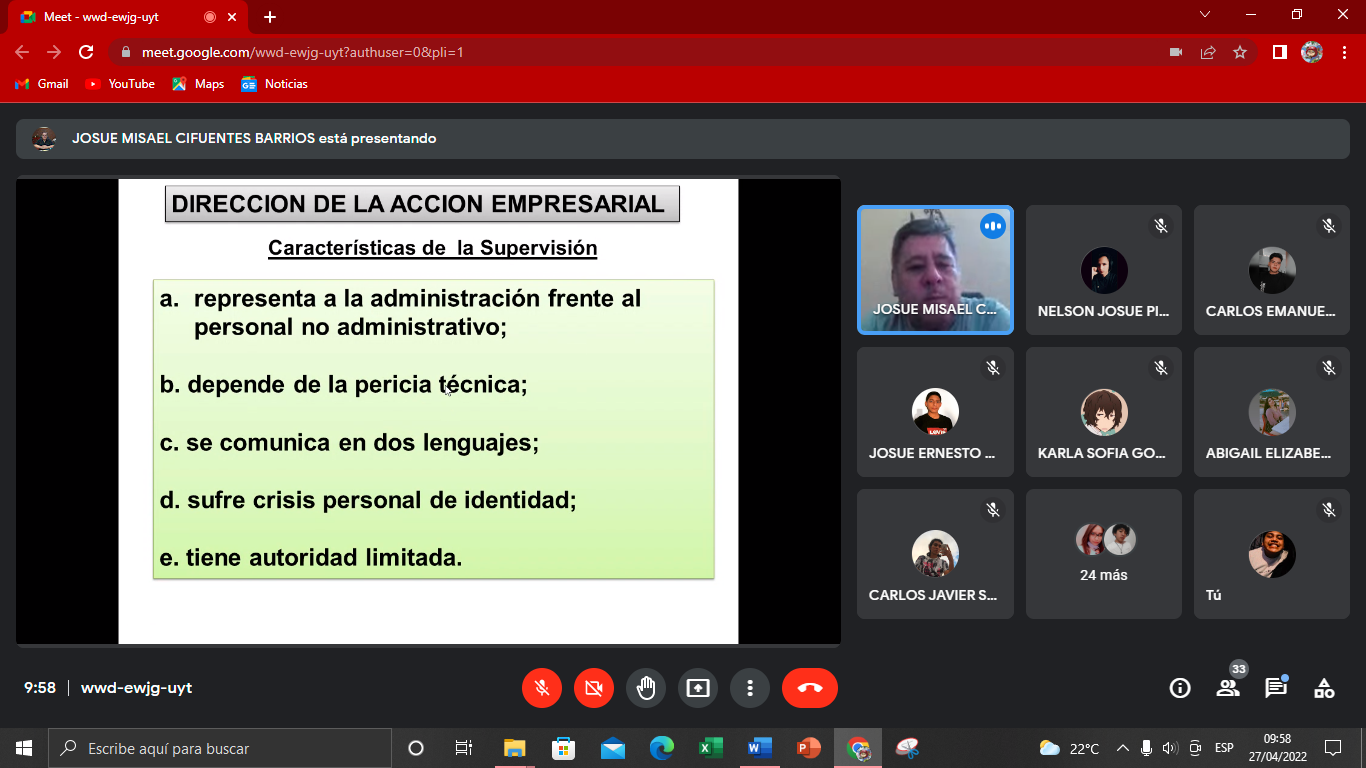 Meet - wwd-ewjg-uyt
meet.google.com/wwd-ewjg-uyt?authuser=0&pli=1
Gmail
YouTube
Maps
Noticias
JOSUE MISAEL CIFUENTES BARRIOS está presentando
DIRECCION DE LA ACCION EMPRESARIAL
Características de la Supervisión
a. representa a la administración frente al
personal no administrativo;
b. depende de la pericia técnica;
c. se comunica en dos lenguajes;
d. sufre crisis personal de identidad;
e. tiene autoridad limitada.
JOSUE MISAEL C...
NELSON JOSUE PI...
CARLOS EMANUE...
JOSUE ERNESTO ...
KARLA SOFIA GO...
ABIGAIL ELIZABE...
CARLOS JAVIER S...
24 más
Tú
9:58 | wwd-ewjg-uyt
33
Escribe aquí para buscar
22°C
ESP
09:58
27/04/2022